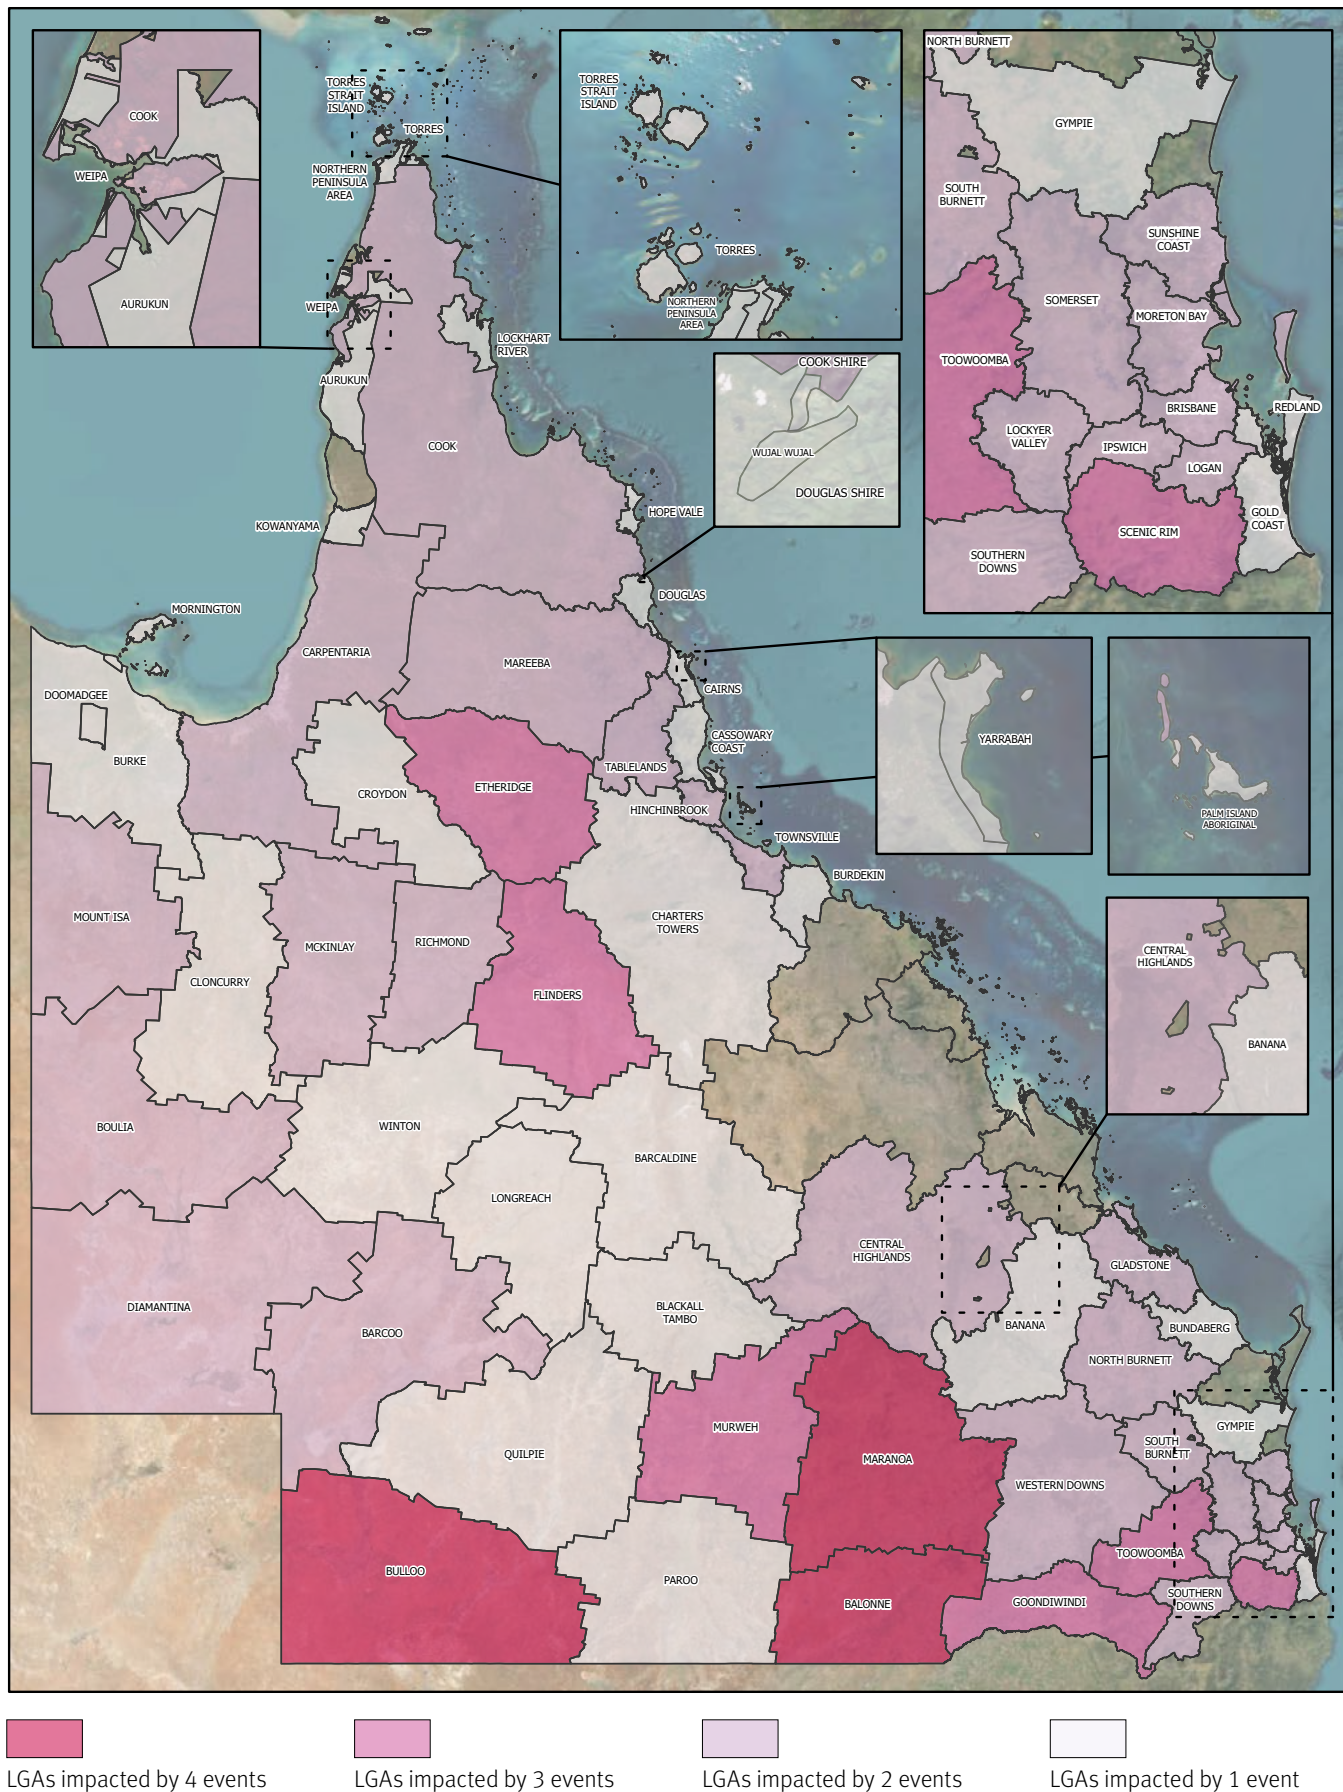 COOK
WEIPA
AURUKUN
TORRES
STRAIT
ISLAND
TORRES
NORTHERN
PENINSULA
AREA
TORRES
STRAIT
ISLAND
TORRES
NORTHERN
PENINSULA
AREA
NORTH BURNETT
GYMPIE
SOUTH
BURNETT
SUNSHINE
COAST
SOMERSET
MORETON BAY
TOOWOOMBA
BRISBANE
REDLAND
LOCKYER
VALLEY
IPSWICH
LOGAN
GOLD
COAST
SCENIC RIM
SOUTHERN
DOWNS
WEIPA
LOCKHART
RIVER
AURUKUN
COOK
COOK SHIRE
WUJAL WUJAL
DOUGLAS SHIRE
HOPE VALE
KOWANYAMA
DOUGLAS
MORNINGTON
CARPENTARIA
MAREEBA
CAIRNS
DOOMADGEE
BURKE
CASSOWARY
COAST
TABLELANDS
YARRABAH
PALM ISLAND
ABORIGINAL
ETHERIDGE
CROYDON
HINCHINBROOK
TOWNSVILLE
BURDEKIN
MOUNT ISA
CHARTERS
TOWERS
MCKINLAY
RICHMOND
CLONCURRY
FLINDERS
CENTRAL
HIGHLANDS
BANANA
BOULIA
WINTON
BARCALDINE
LONGREACH
CENTRAL
HIGHLANDS
GLADSTONE
DIAMANTINA
BLACKALL
TAMBO
BARCOO
BANANA
BUNDABERG
NORTH BURNETT
MURWEH
GYMPIE
SOUTH
BURNETT
QUILPIE
MARANOA
WESTERN DOWNS
TOOWOOMBA
BULLOO
PAROO
BALONNE
GOONDIWINDI
SOUTHERN
DOWNS
LGAs impacted by 4 events
LGAs impacted by 3 events
LGAs impacted by 2 events
LGAs impacted by 1 event